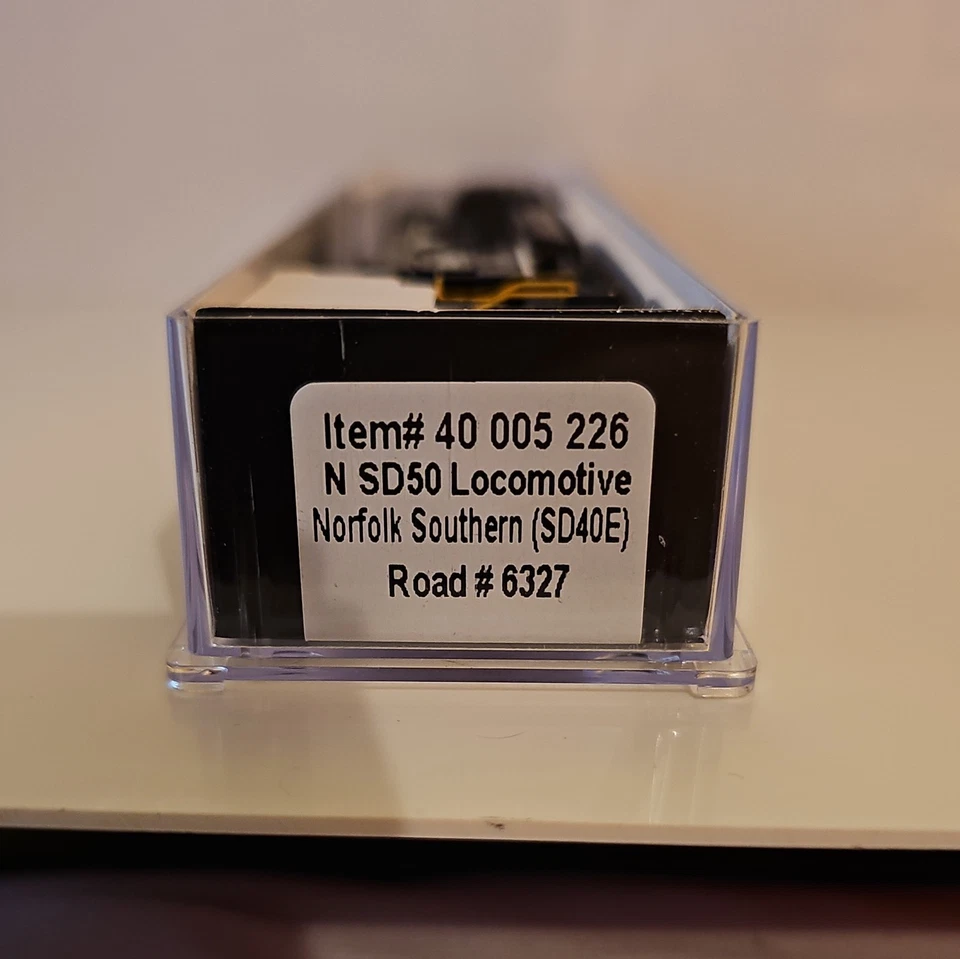 Item# 40 005 226
N SD50 Locomotive
Norfolk Southern (SD40E)
Road # 6327